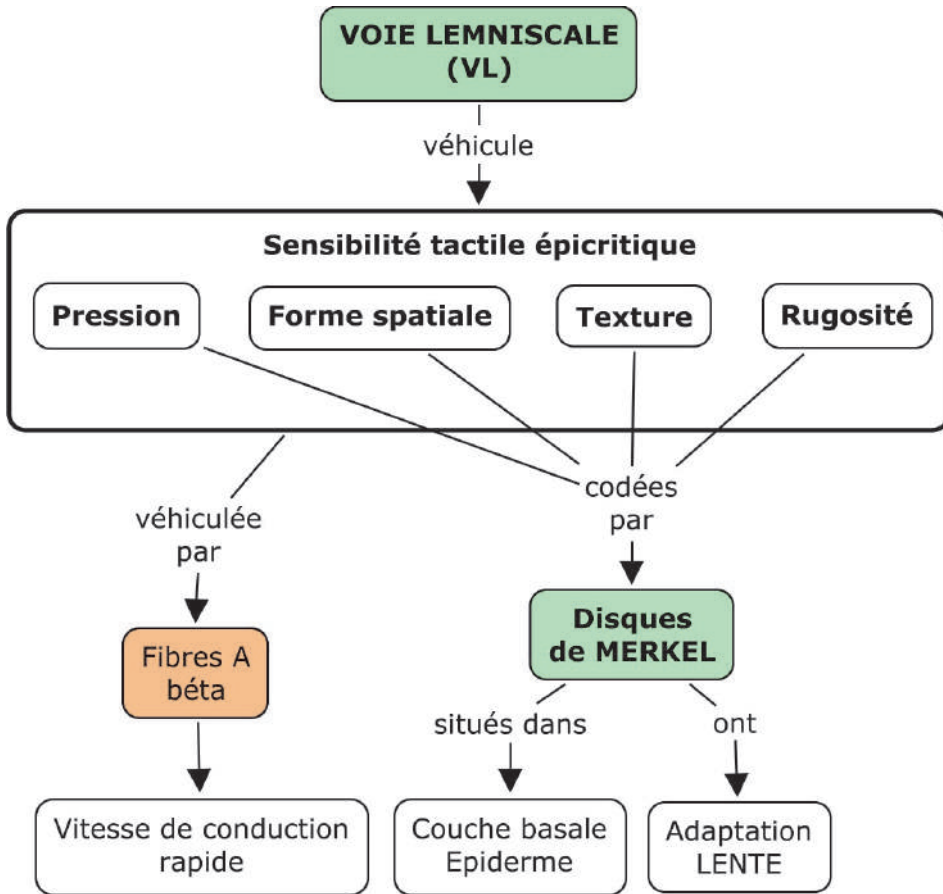 VOIE LEMNISCALE
(VL)
véhicule
Sensibilité tactile épicritique
Pression
Forme spatiale
Texture
Rugosité
véhiculée
par
codées
par
Fibres A
béta
Disques
de MERKEL
situés dans
ont
Vitesse de conduction
rapide
Couche basale
Epiderme
Adaptation
LENTE